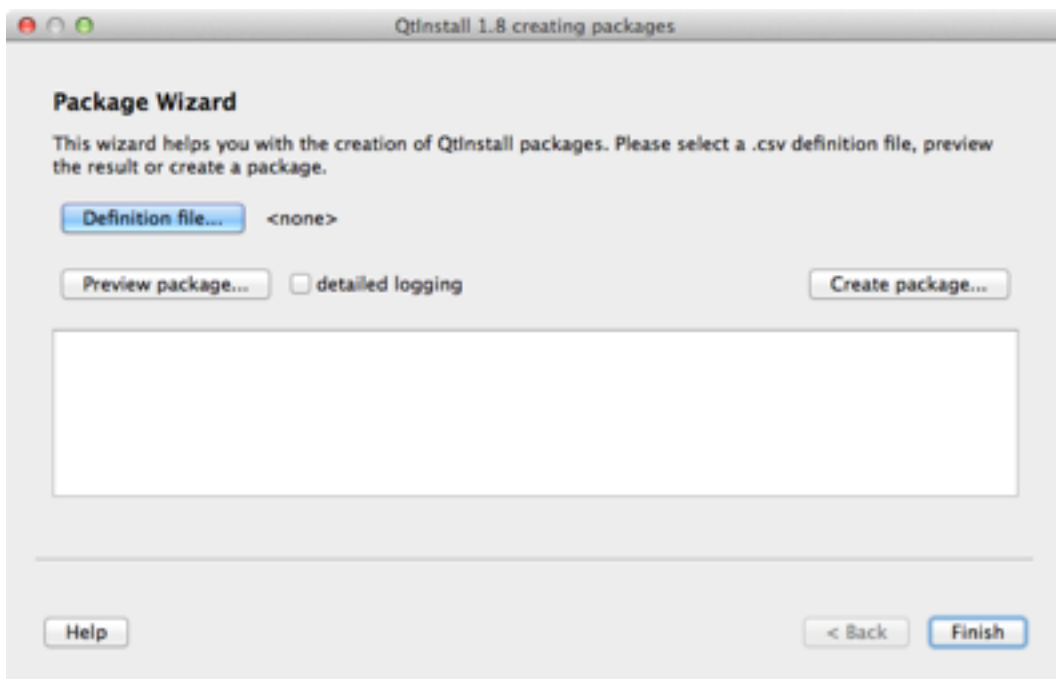 QtInstall 1.8 creating packages
Package Wizard
This wizard helps you with the creation of QtInstall packages. Please select a .csv definition file, preview
the result or create a package.
Definition file... <none>
Preview package... detailed logging Create package...
Help < Back Finish